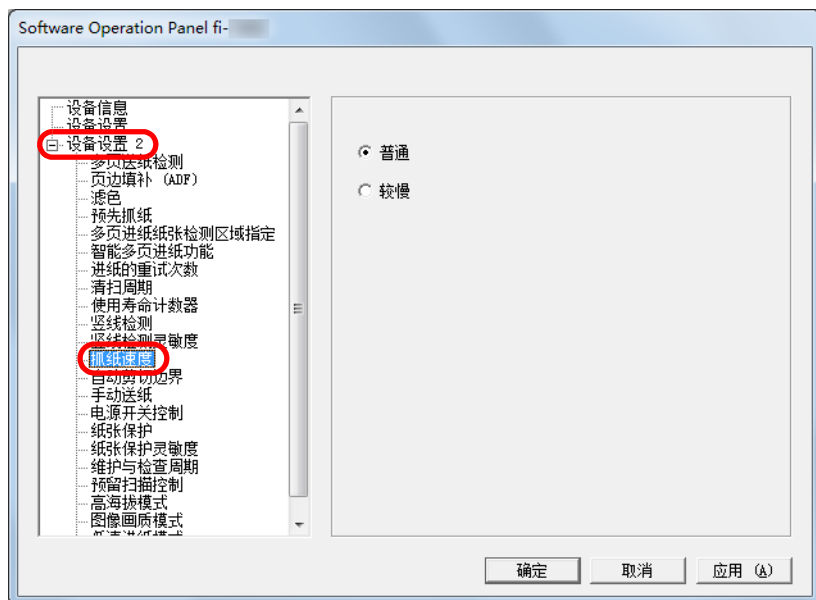 Software Operation Panel fi-
设备信息
设备设置
设备设置 2
多页送纸检测
页边填补 (ADF)
滤色
预先抓纸
多页进纸纸张检测区域指定
智能多页进纸功能
进纸的重试次数
清扫周期
使用寿命计数器
竖线检测
竖线检测灵敏度
抓纸速度
自动剪切边界
手动送纸
电源开关控制
纸张保护
纸张保护灵敏度
维护与检查周期
预留扫描控制
高海拔模式
图像画质模式
普通
较慢
确定
取消
应用 (A)